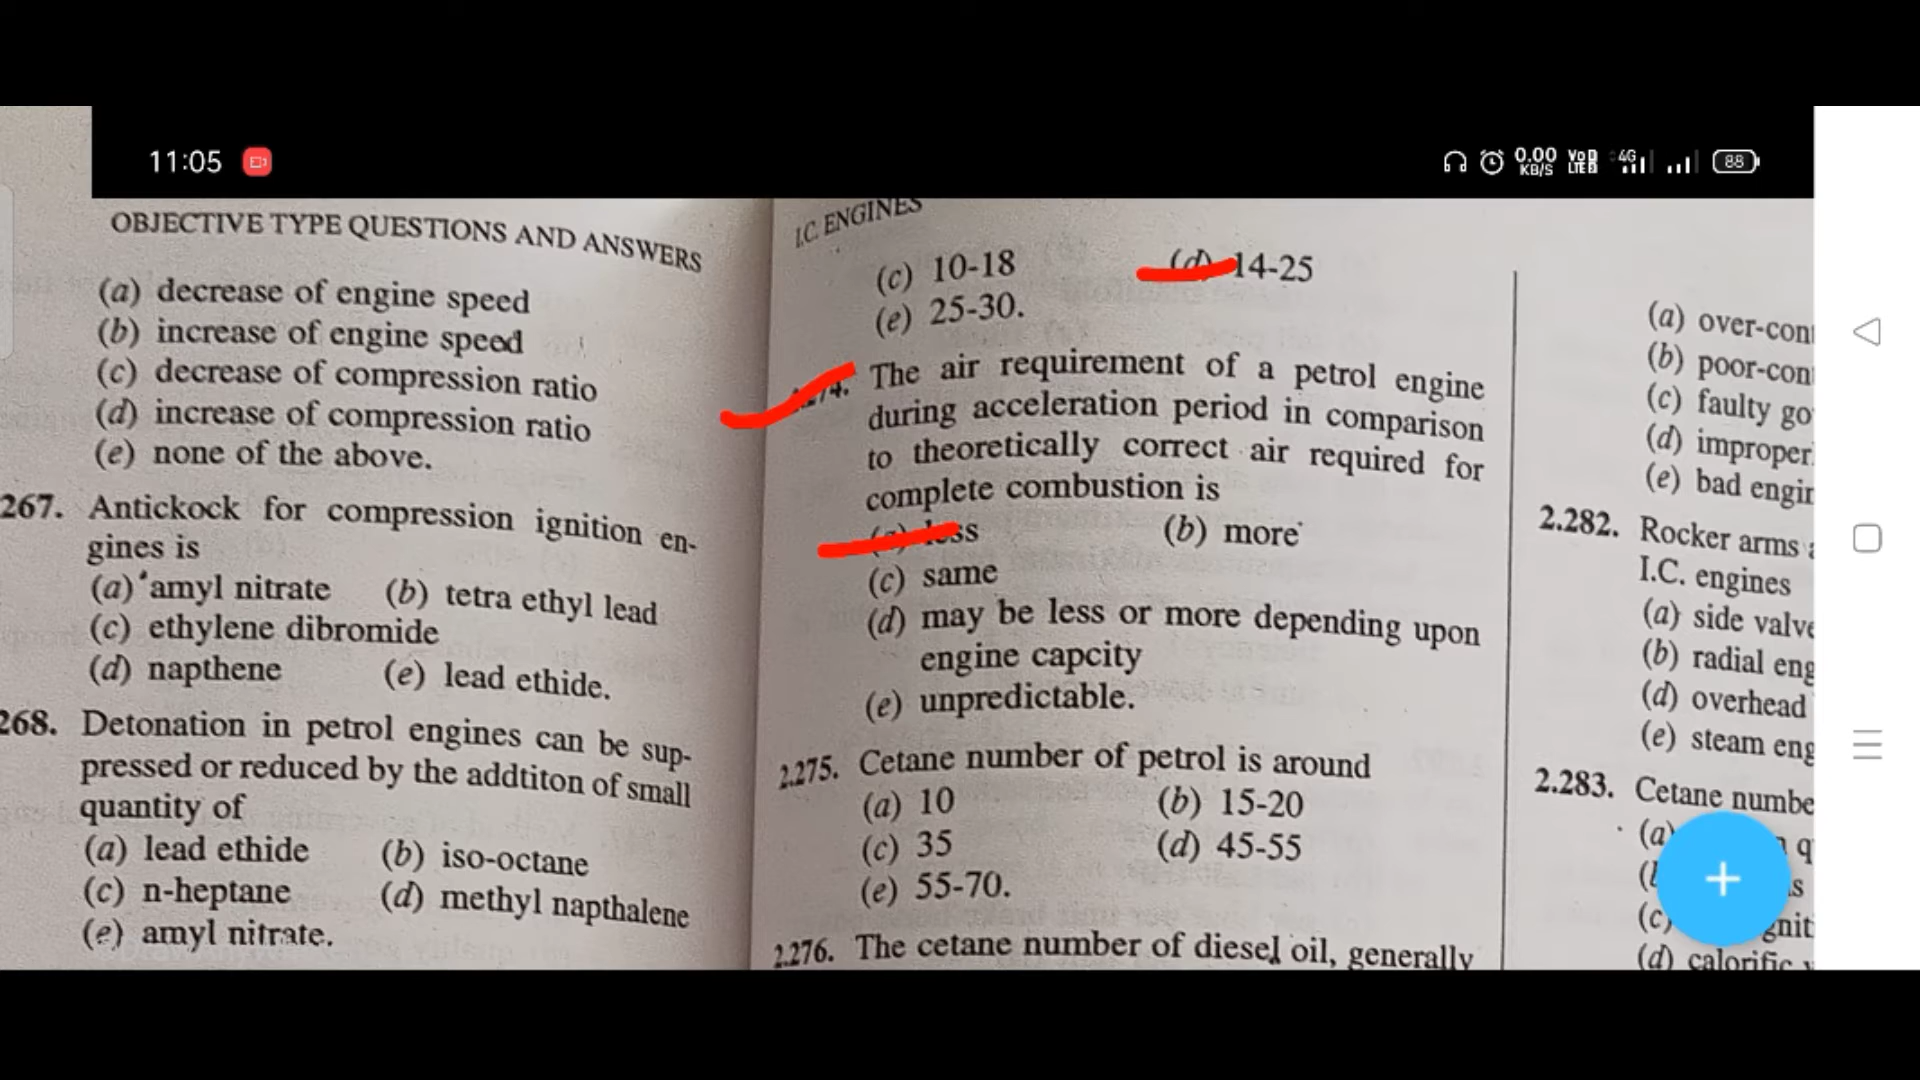 11:05
0.00 KB/S
VoD LTE 2
4G
88
OBJECTIVE TYPE QUESTIONS AND ANSWERS
(a) decrease of engine speed
(b) increase of engine speed
(c) decrease of compression ratio
(d) increase of compression ratio
(e) none of the above.
267. Antickock for compression ignition en-
gines is
(a) amyl nitrate (b) tetra ethyl lead
(c) ethylene dibromide
(d) napthene (e) lead ethide.
268. Detonation in petrol engines can be sup-
pressed or reduced by the addtiton of small
quantity of
(a) lead ethide (b) iso-octane
(c) n-heptane (d) methyl napthalene
(e) amyl nitrate.
I.C. ENGINES
(c) 10-18 (d) 14-25
(e) 25-30.
The air requirement of a petrol engine
during acceleration period in comparison
to theoretically correct air required for
complete combustion is
less (b) more
(c) same
(d) may be less or more depending upon
engine capcity
(e) unpredictable.
2.275. Cetane number of petrol is around
(a) 10 (b) 15-20
(c) 35 (d) 45-55
(e) 55-70.
2.276. The cetane number of diesel oil, generally
(a) over-con
(b) poor-con
(c) faulty go
(d) improper
(e) bad engin
2.282. Rocker arms
I.C. engines
(a) side valve
(b) radial eng
(d) overhead
(e) steam eng
2.283. Cetane numbe
(a) q
(c) gnit
(d) calorific